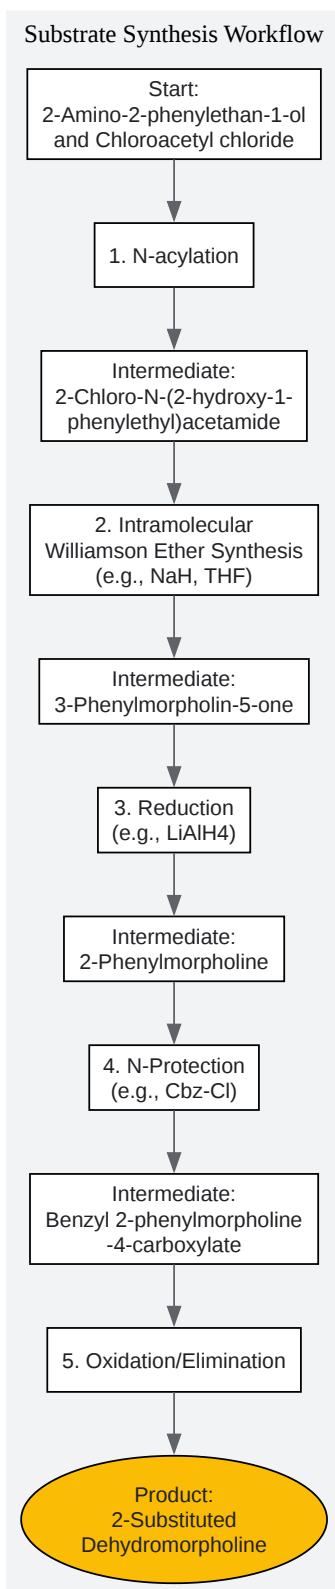 Substrate Synthesis Workflow
Start:
2-Amino-2-phenylethan-1-ol
and Chloroacetyl chloride
1. N-acylation
Intermediate:
2-Chloro-N-(2-hydroxy-1-
phenylethyl)acetamide
2. Intramolecular
Williamson Ether Synthesis
(e.g., NaH, THF)
Intermediate:
3-Phenylmorpholin-5-one
3. Reduction
(e.g., LiAlH4)
Intermediate:
2-Phenylmorpholine
4. N-Protection
(e.g., Cbz-Cl)
Intermediate:
Benzyl 2-phenylmorpholine
-4-carboxylate
5. Oxidation/Elimination
Product:
2-Substituted
Dehydromorpholine